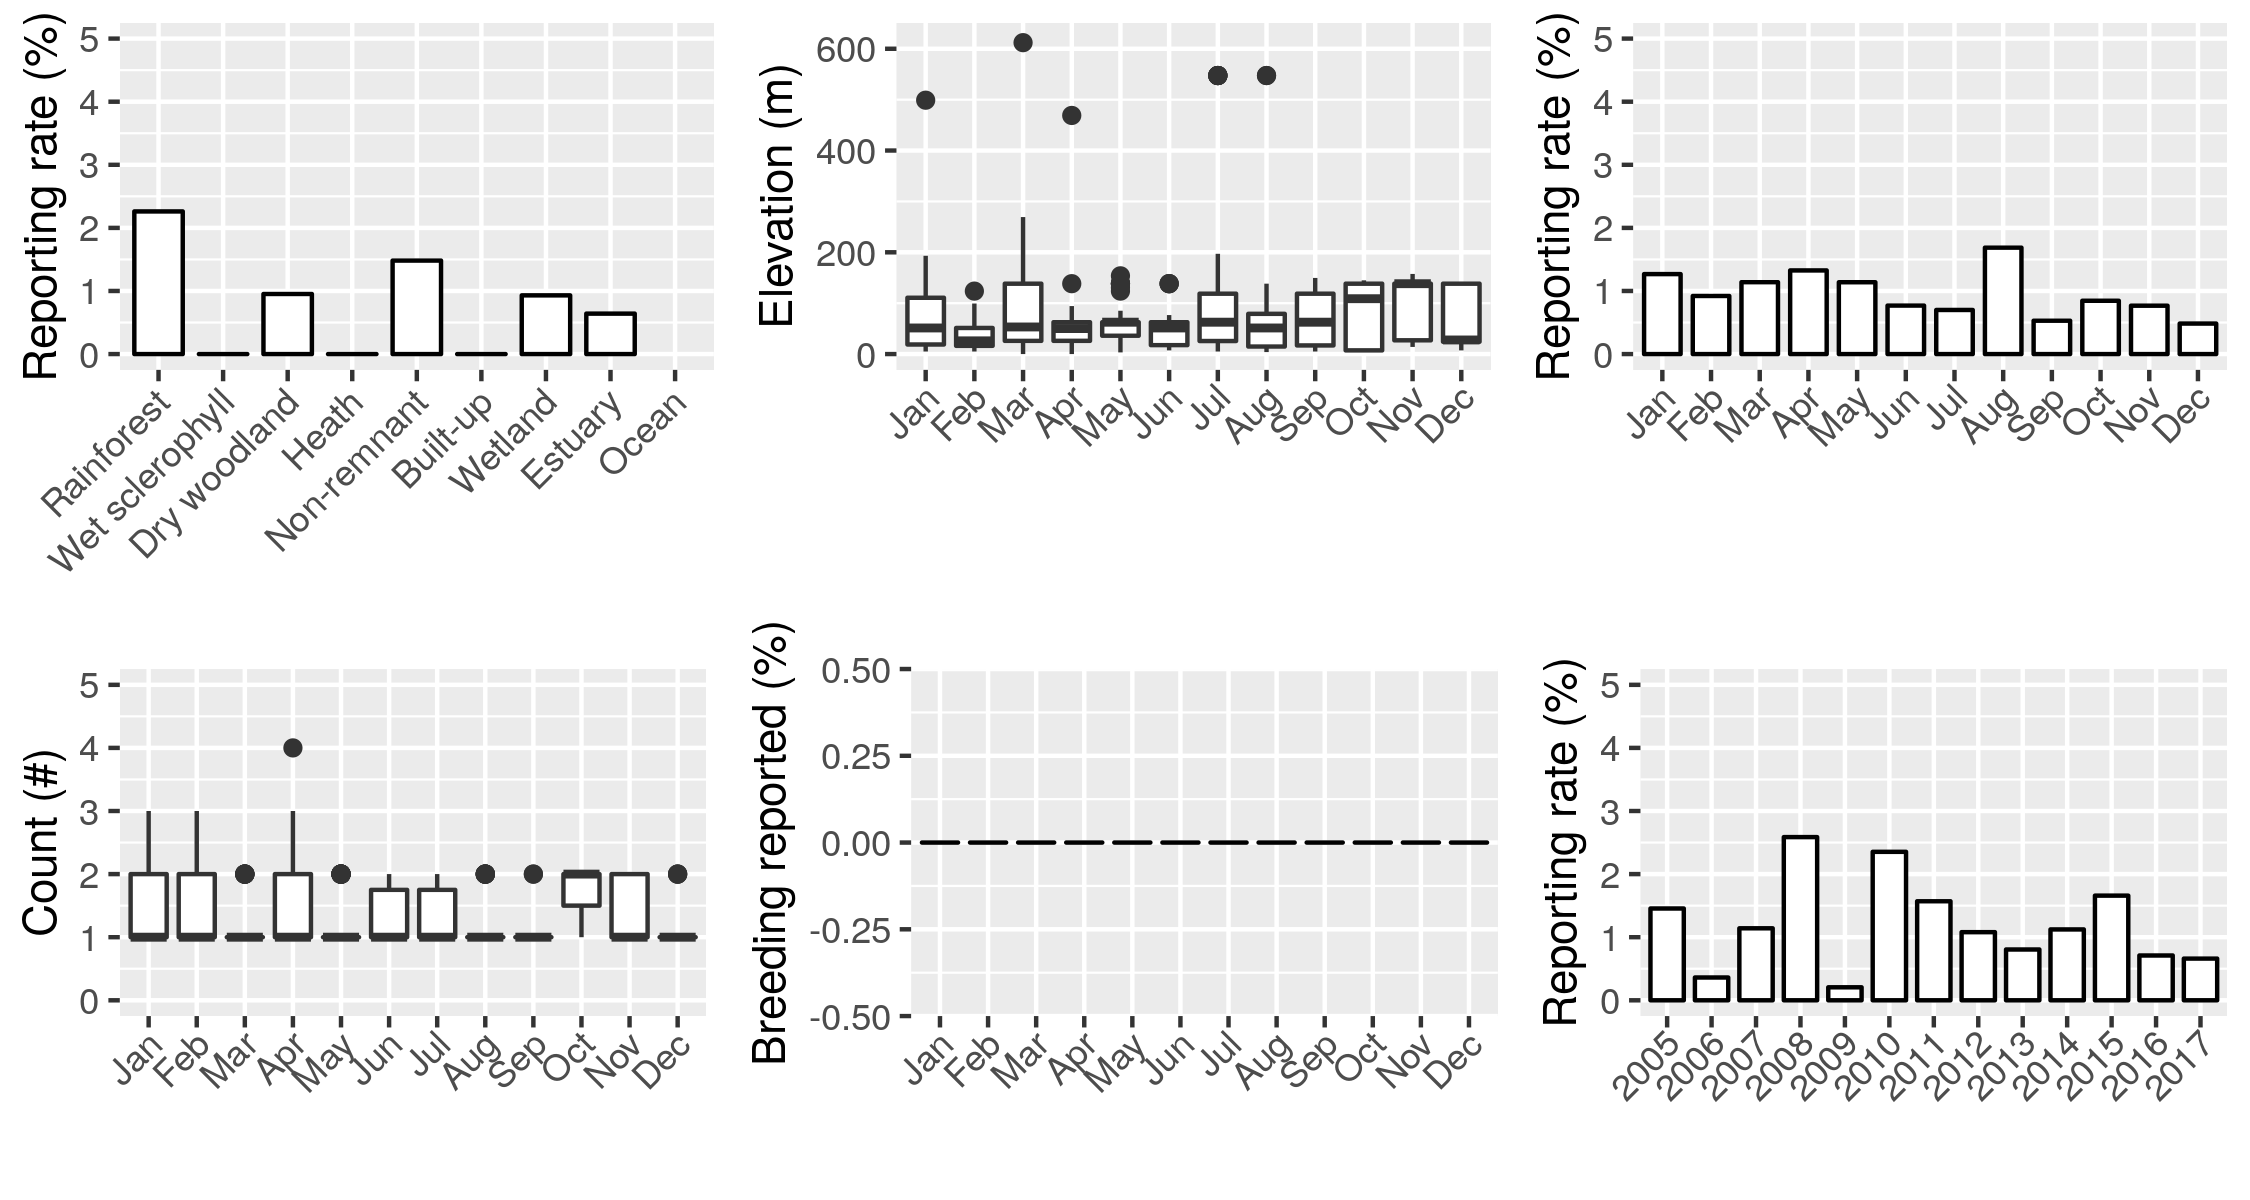 Reporting rate (%)
5
4
3
2
1
0
Rainforest
Wet sclerophyll
Dry woodland
Heath
Non-remnant
Built-up
Wetland
Estuary
Ocean
Elevation (m)
600
400
200
0
Jan
Feb
Mar
Apr
May
Jun
Jul
Aug
Sep
Oct
Nov
Dec
Reporting rate (%)
5
4
3
2
1
0
Jan
Feb
Mar
Apr
May
Jun
Jul
Aug
Sep
Oct
Nov
Dec
Count (#)
5
4
3
2
1
0
Jan
Feb
Mar
Apr
May
Jun
Jul
Aug
Sep
Oct
Nov
Dec
Breeding reported (%)
0.50
0.25
0.00
-0.25
-0.50
Jan
Feb
Mar
Apr
May
Jun
Jul
Aug
Sep
Oct
Nov
Dec
Reporting rate (%)
5
4
3
2
1
0
2005
2006
2007
2008
2009
2010
2011
2012
2013
2014
2015
2016
2017